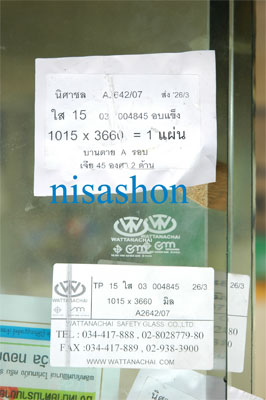 นิศาชล A2642/07 ส่ง '26/3
ใส 15 03 004845 อบแข็ง
1015 x 3660 = 1 แผ่น
บานตาย A รอบ
เจีย 45 องศา 2 ด้าน
nisashon
WATTANACHAI
TP 15 ใส 03 004845 26/3
1015 x 3660 มิล
A2642/07
WATTANACHAI
WATTANACHAI SAFETY GLASS CO.,LTD.
TEL : 034-417-888 , 02-8028779-80
FAX :034-417-889 , 02-938-3900
WWW.WATTANACHAI.COM